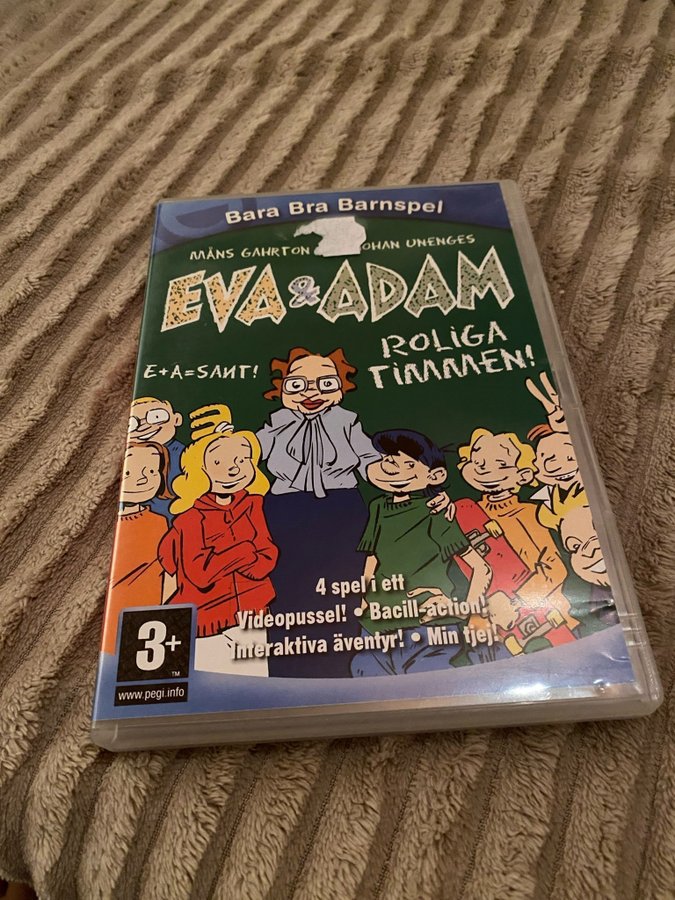 Bara Bra Barnspel
MÅNS GAHRTON OHAN UNENGES
EVA & ADAM
ROLIGA
TIMMEN!
E+A=SANT!
4 spel i ett
Videopussel! • Bacill-action!
Interaktiva äventyr! • Min tjej!
3+
TM
www.pegi.info